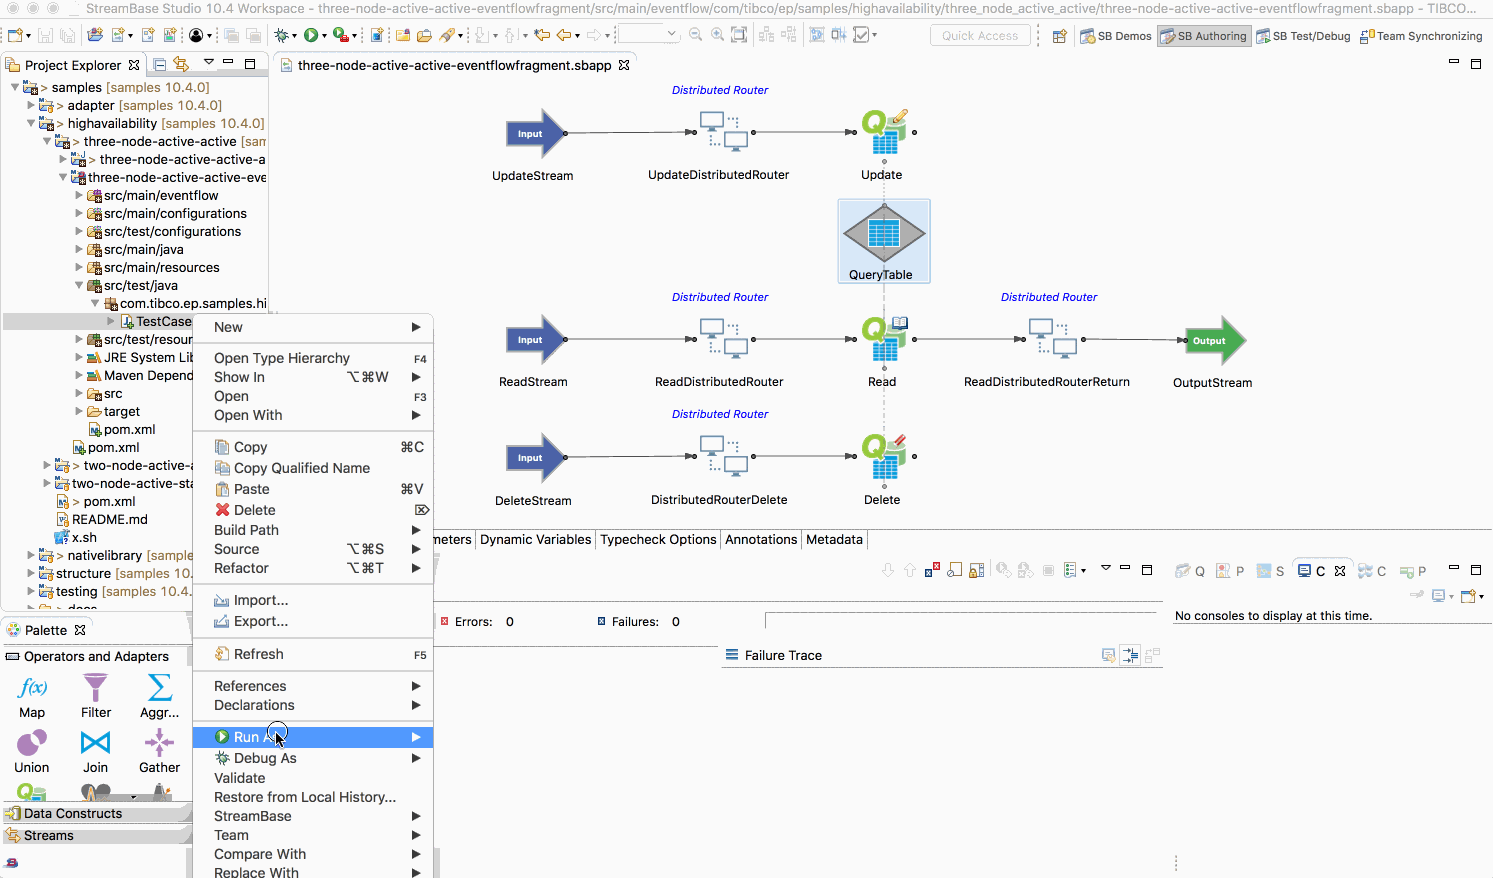 StreamBase Studio 10.4 Workspace - three-node-active-active-eventflowfragment/src/main/eventflow/com/tibco/ep/samples/highavailability/three_node_active_active/three-node-active-active-eventflowfragment.sbapp - TIBCO...
Quick Access
SB Demos
SB Authoring
SB Test/Debug
Team Synchronizing
Project Explorer
three-node-active-active-eventflowfragment.sbapp
> samples [samples 10.4.0]
> adapter [samples 10.4.0]
> highavailability [samples 10.4.0]
> three-node-active-active [sam
> three-node-active-active-a
three-node-active-active-eve
src/main/eventflow
src/main/configurations
src/test/configurations
src/main/java
src/main/resources
src/test/java
com.tibco.ep.samples.hi
TestCase
src/test/resour
JRE System Lib
Maven Depend
src
target
pom.xml
pom.xml
> two-node-active-a
two-node-active-sta
> pom.xml
README.md
x.sh
> nativelibrary [sample
structure [samples 10.
testing [samples 10.4.
> docs
Palette
Operators and Adapters
f(x)
Map
Filter
Aggr...
Union
Join
Gather
Data Constructs
Streams
New
Open Type Hierarchy F4
Show In ⌥⌘W
Open F3
Open With
Copy ⌘C
Copy Qualified Name
Paste ⌘V
Delete ⌦
Build Path
Source ⌥⌘S
Refactor ⌥⌘T
Import...
Export...
Refresh F5
References
Declarations
Run A
Debug As
Validate
Restore from Local History...
StreamBase
Team
Compare With
Replace With
Distributed Router
Input
UpdateStream
UpdateDistributedRouter
Update
QueryTable
Distributed Router
Distributed Router
Input
Output
ReadStream
ReadDistributedRouter
Read
ReadDistributedRouterReturn
OutputStream
Distributed Router
Input
DeleteStream
DistributedRouterDelete
Delete
meters
Dynamic Variables
Typecheck Options
Annotations
Metadata
Errors: 0
Failures: 0
Failure Trace
Q
P
S
C
C
P
No consoles to display at this time.